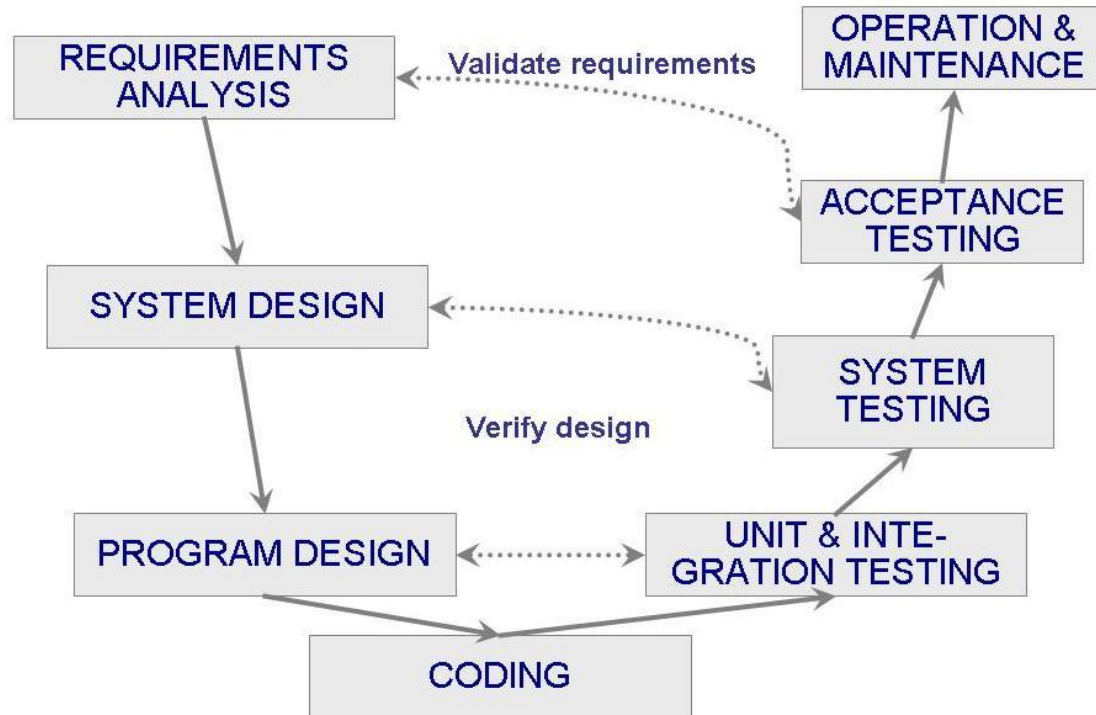 REQUIREMENTS
ANALYSIS
Validate requirements
OPERATION &
MAINTENANCE
ACCEPTANCE
TESTING
SYSTEM DESIGN
SYSTEM
TESTING
Verify design
PROGRAM DESIGN
UNIT & INTE-
GRATION TESTING
CODING